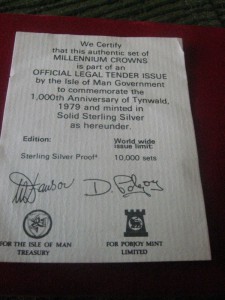 We Certify
that this authentic set of
MILLENNIUM CROWNS
is part of an
OFFICIAL LEGAL TENDER ISSUE
by the Isle of Man Government
to commemorate the
1,000th Anniversary of Tynwald,
1979 and minted in
Solid Sterling Silver
as hereunder.
Edition: World wide
issue limit:
Sterling Silver Proof 10,000 sets
D. Pobjoy
FOR THE ISLE OF MAN
TREASURY
FOR POBJOY MINT
LIMITED